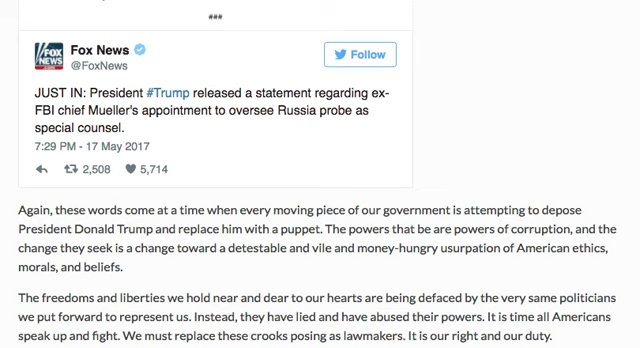 ###
FOX
NEWS
Fox News
@FoxNews
Follow
JUST IN: President #Trump released a statement regarding ex-
FBI chief Mueller's appointment to oversee Russia probe as
special counsel.
7:29 PM - 17 May 2017
2,508 5,714
Again, these words come at a time when every moving piece of our government is attempting to depose
President Donald Trump and replace him with a puppet. The powers that be are powers of corruption, and the
change they seek is a change toward a detestable and vile and money-hungry usurpation of American ethics,
morals, and beliefs.
The freedoms and liberties we hold near and dear to our hearts are being defaced by the very same politicians
we put forward to represent us. Instead, they have lied and have abused their powers. It is time all Americans
speak up and fight. We must replace these crooks posing as lawmakers. It is our right and our duty.